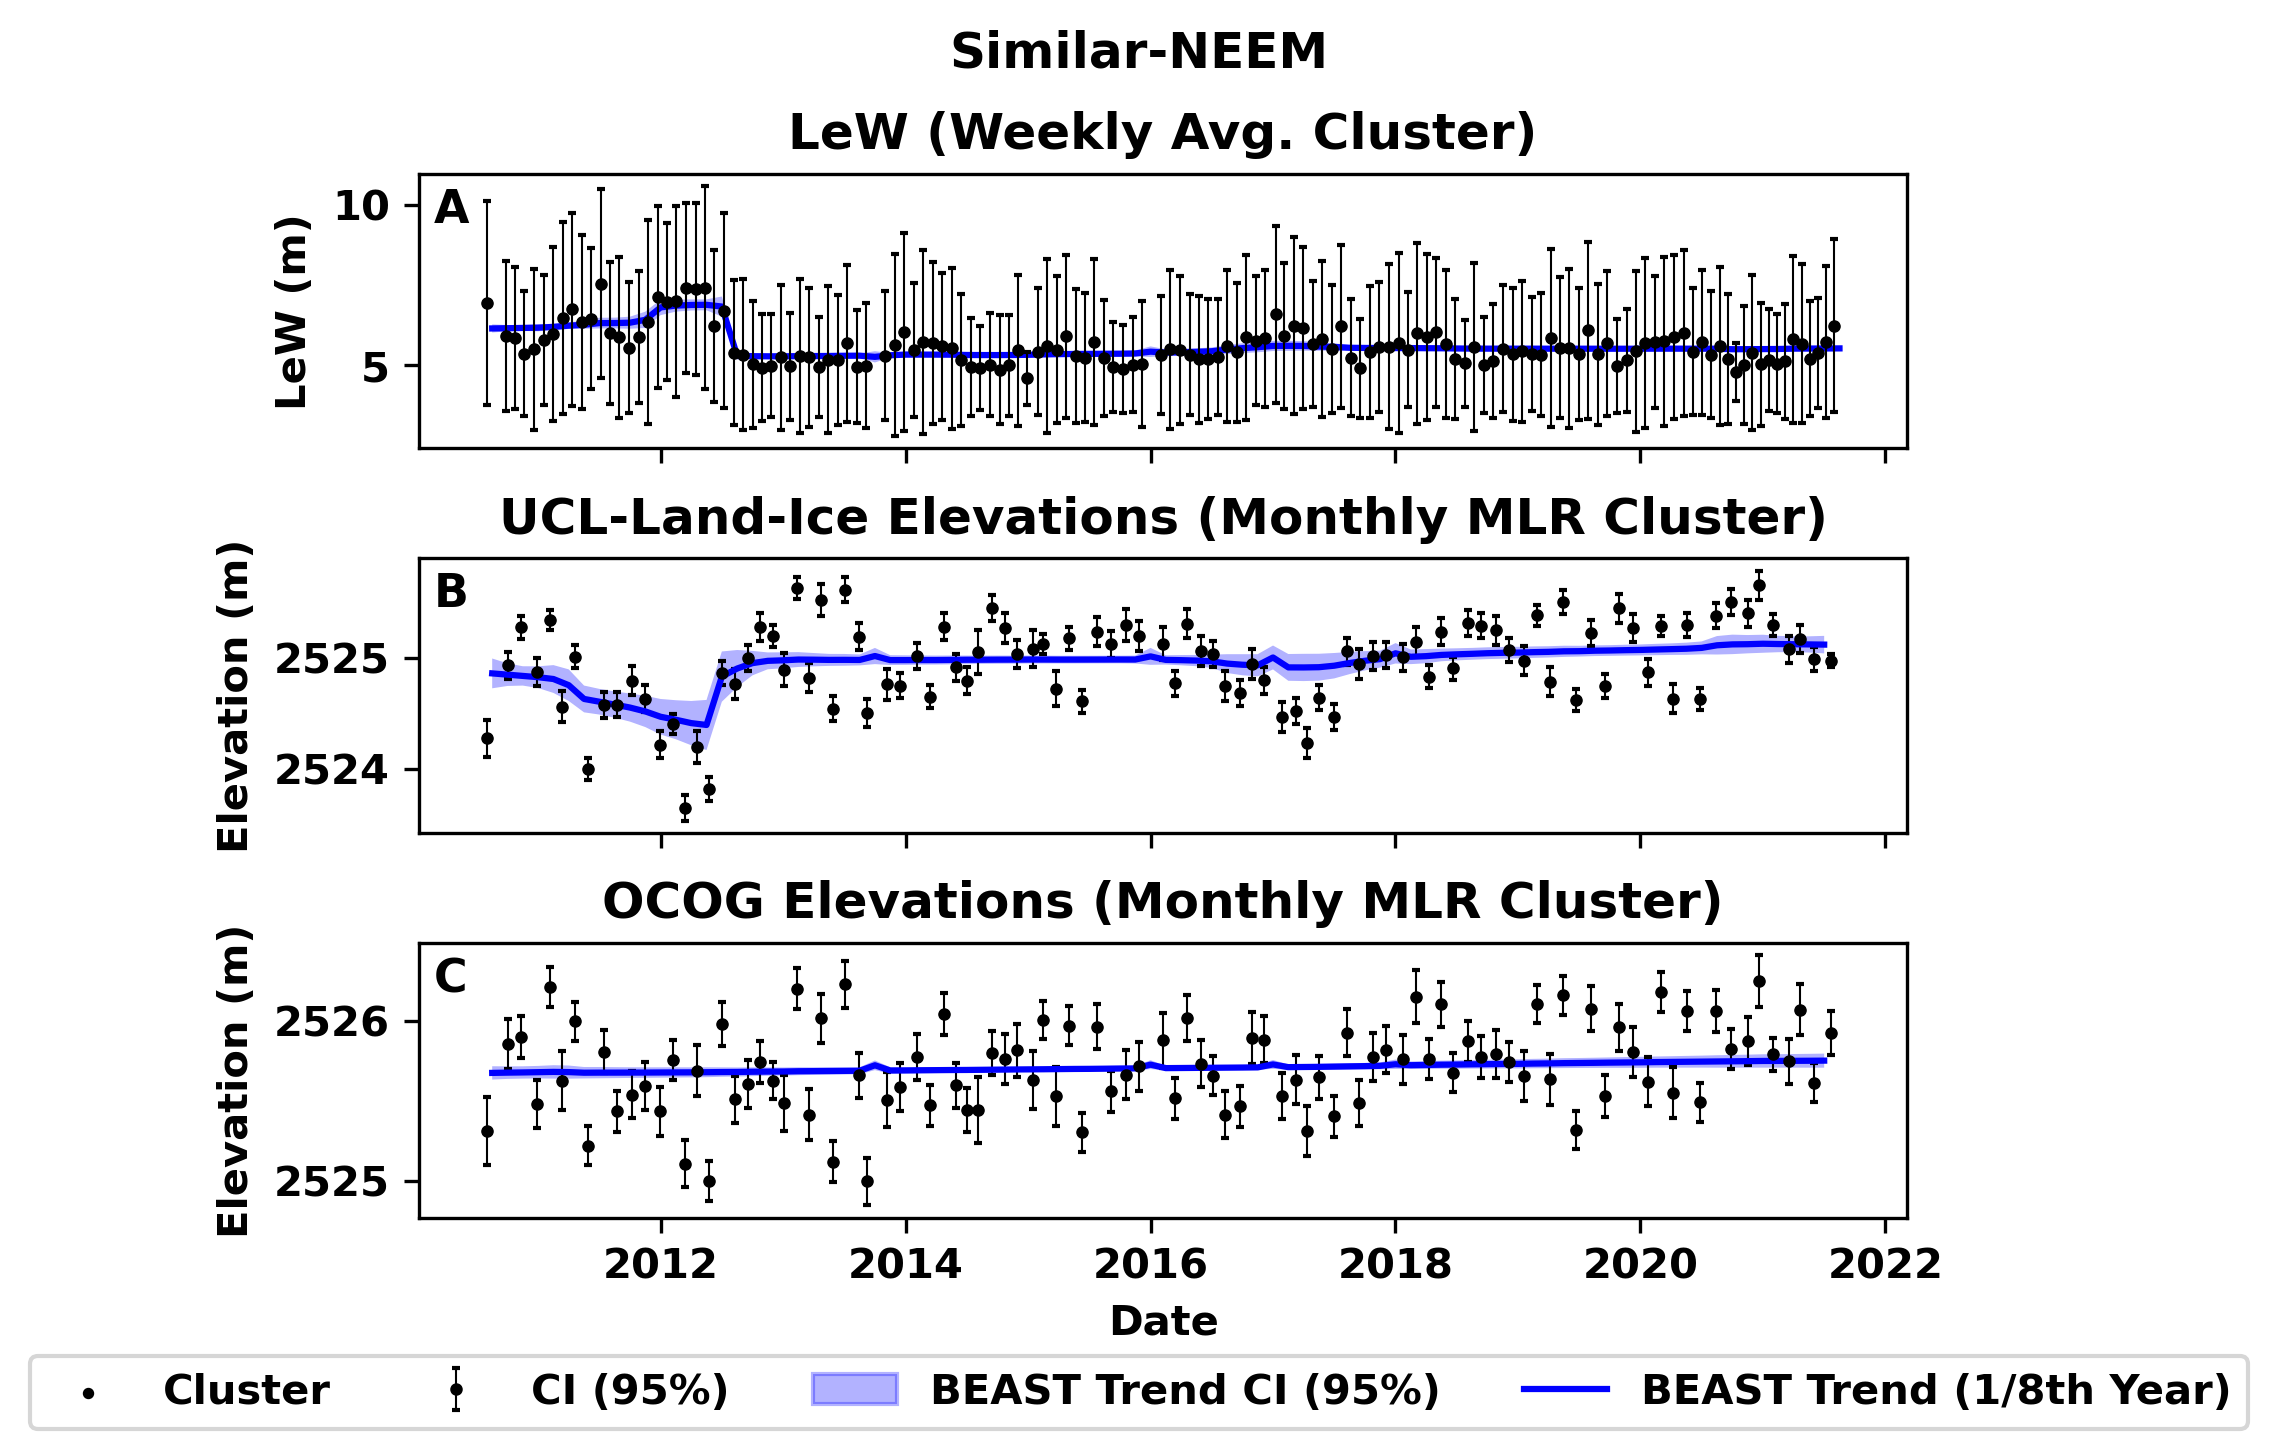 Similar-NEEM
LeW (Weekly Avg. Cluster)
A
LeW (m)
10
5
UCL-Land-Ice Elevations (Monthly MLR Cluster)
B
Elevation (m)
2525
2524
OCOG Elevations (Monthly MLR Cluster)
C
Elevation (m)
2526
2525
2012 2014 2016 2018 2020 2022
Date
Cluster CI (95%) BEAST Trend CI (95%) BEAST Trend (1/8th Year)